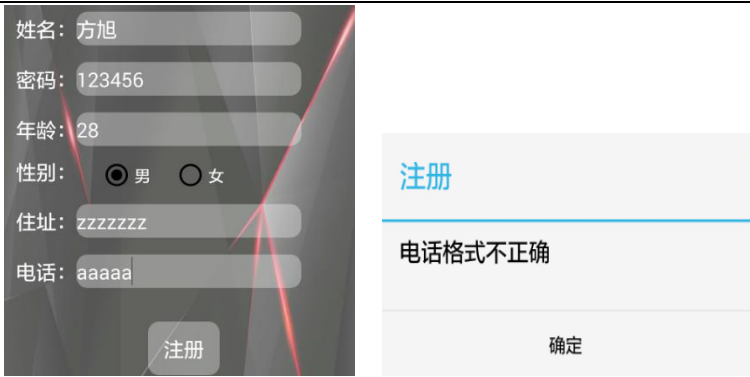 姓名：方旭
密码：123456
年龄：28
性别： 男 女
住址：zzzzzzz
电话：aaaaa
注册
注册
电话格式不正确
确定